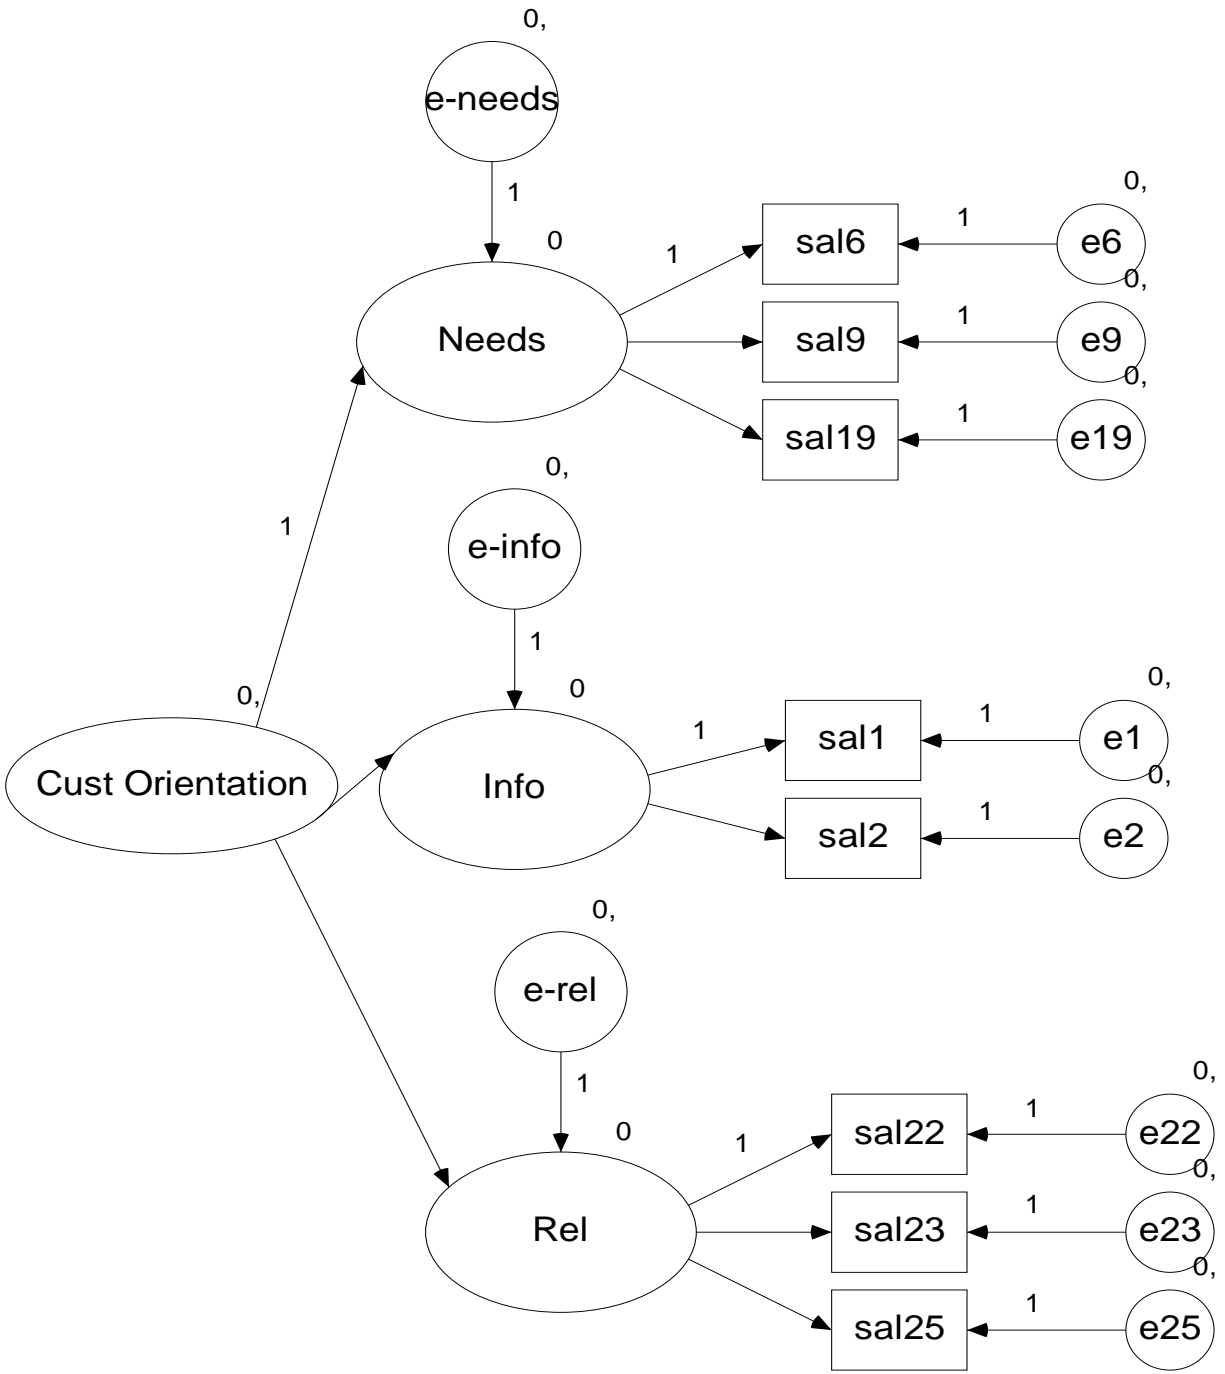 0,
e-needs
1
0
Needs
1
sal6
1
0,
e6
sal9
1
0,
e9
sal19
1
0,
e19
1
0,
e-info
1
0
0,
Cust Orientation
Info
1
sal1
1
0,
e1
sal2
1
0,
e2
0,
e-rel
1
0
Rel
1
sal22
1
0,
e22
sal23
1
0,
e23
sal25
1
0,
e25